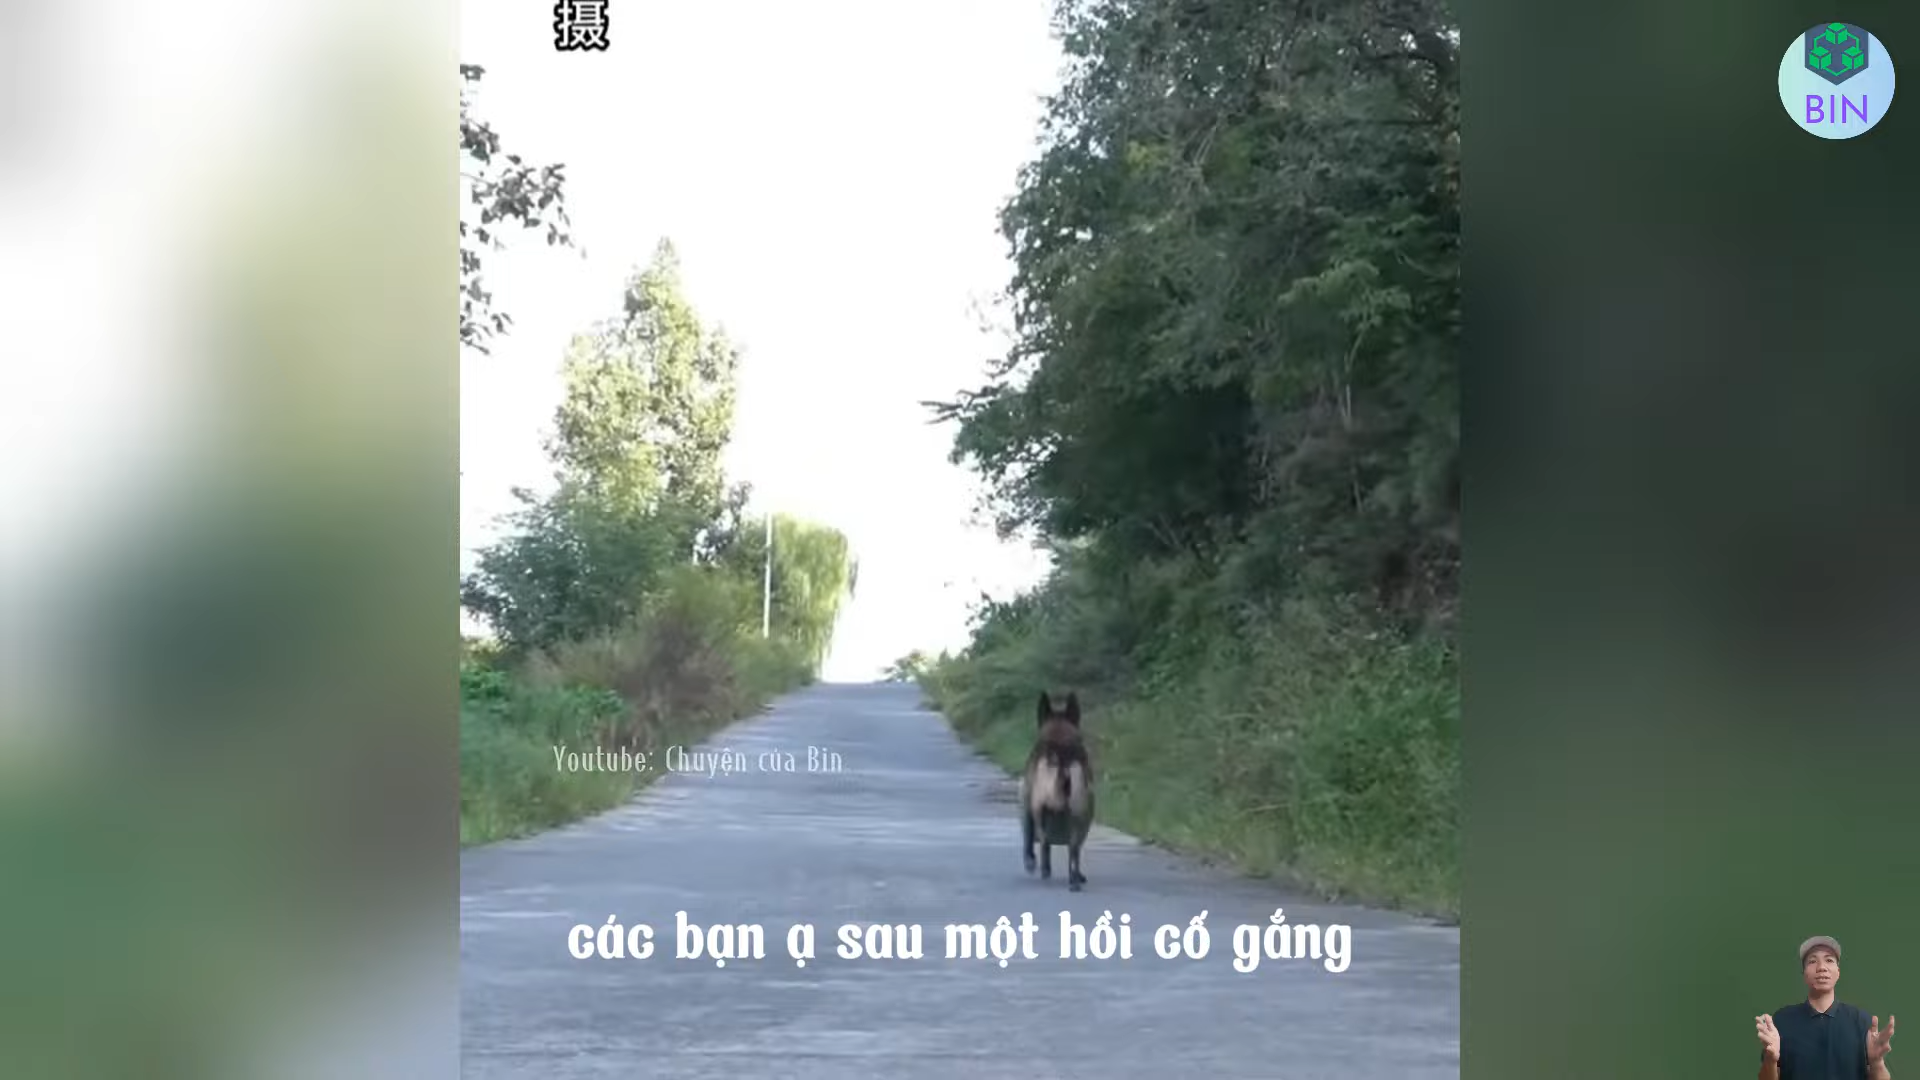 摄
BIN
Youtube: Chuyện của Bin
các bạn ạ sau một hồi cố gắng